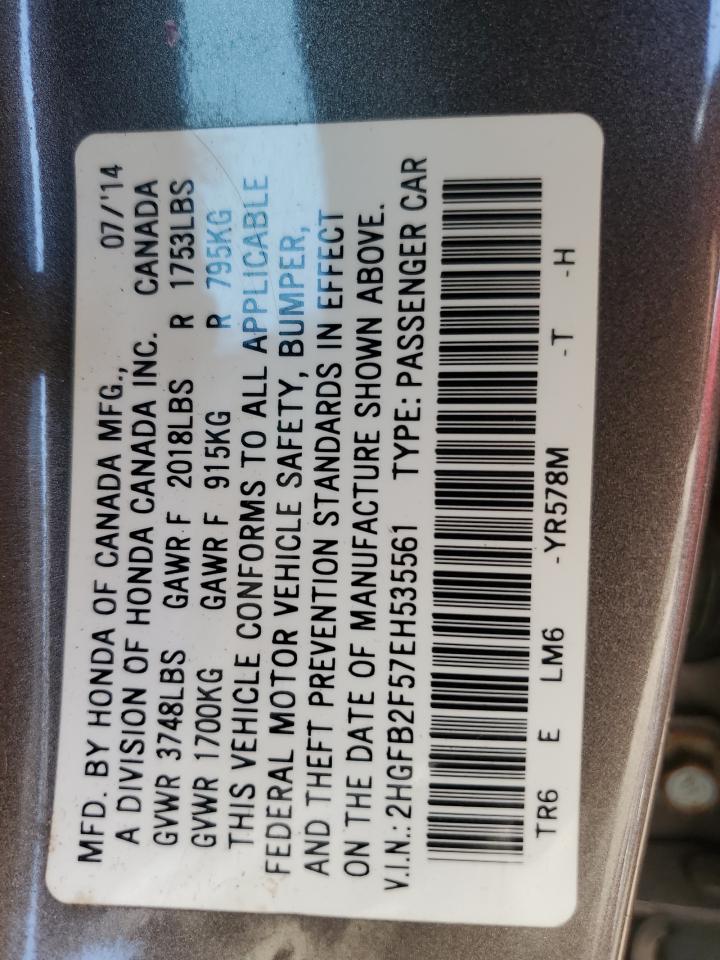 MFD. BY HONDA OF CANADA MFG., 07/'14
A DIVISION OF HONDA CANADA INC. CANADA
GVWR 3748LBS GAWR F 2018LBS R 1753LBS
GVWR 1700KG GAWR F 915KG R 795KG
THIS VEHICLE CONFORMS TO ALL APPLICABLE
FEDERAL MOTOR VEHICLE SAFETY, BUMPER,
AND THEFT PREVENTION STANDARDS IN EFFECT
ON THE DATE OF MANUFACTURE SHOWN ABOVE.
V.I.N.: 2HGFB2F57EH535561 TYPE: PASSENGER CAR
TR6 E LM6 -YR578M -T -H